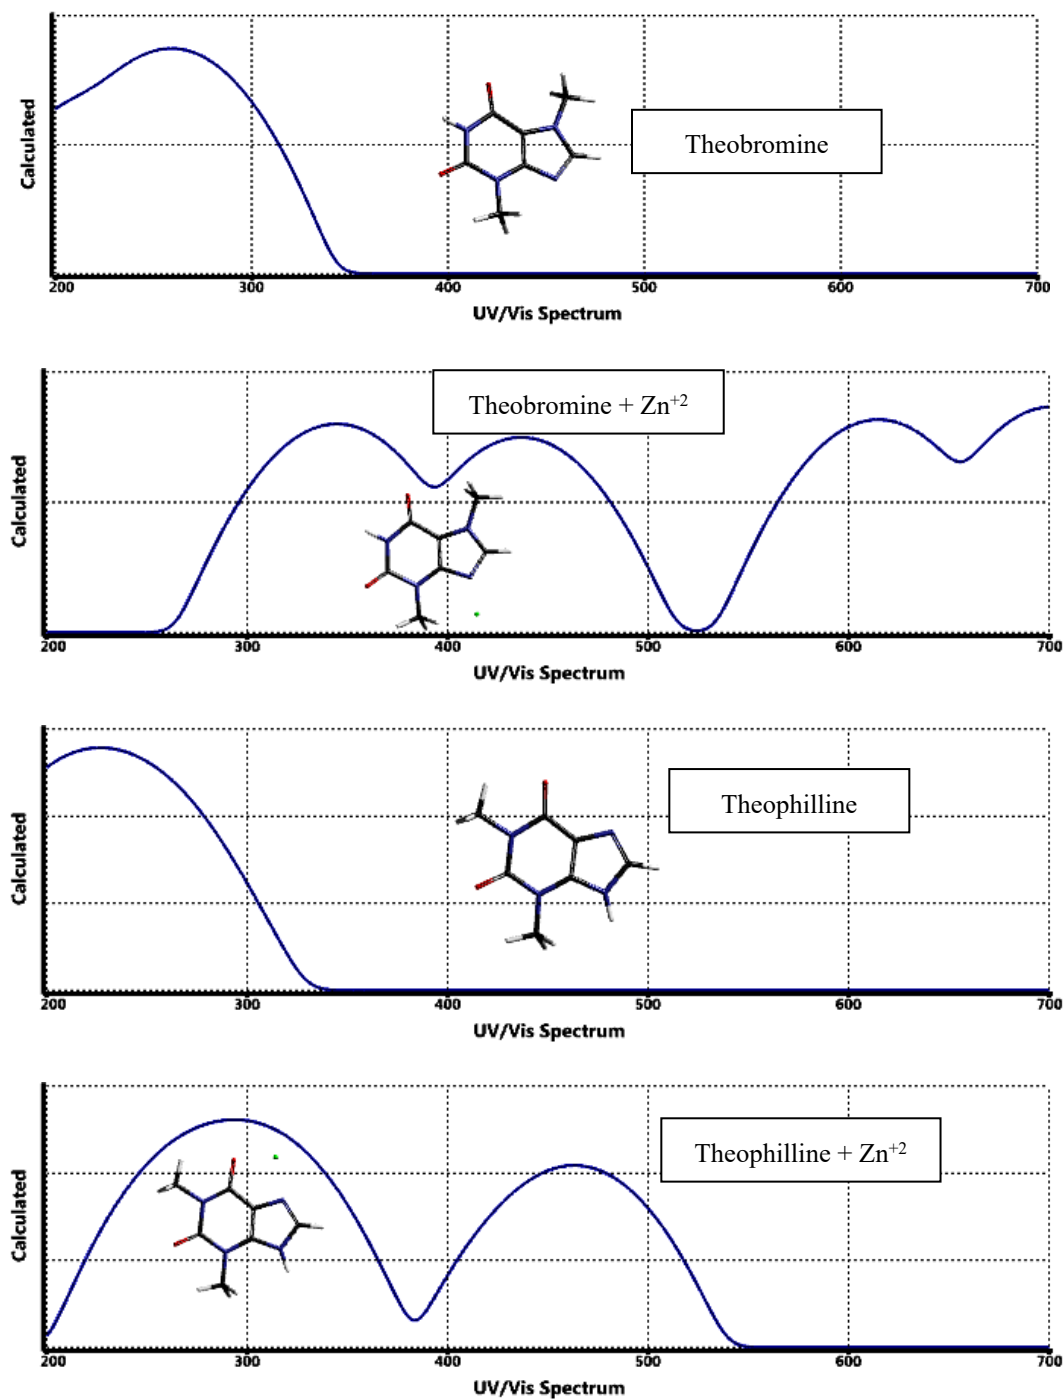 Calculated
Theobromine
200 300 400 500 600 700
UV/Vis Spectrum
Calculated
Theobromine + Zn+2
200 300 400 500 600 700
UV/Vis Spectrum
Calculated
Theophilline
200 300 400 500 600 700
UV/Vis Spectrum
Calculated
Theophilline + Zn+2
200 300 400 500 600 700
UV/Vis Spectrum